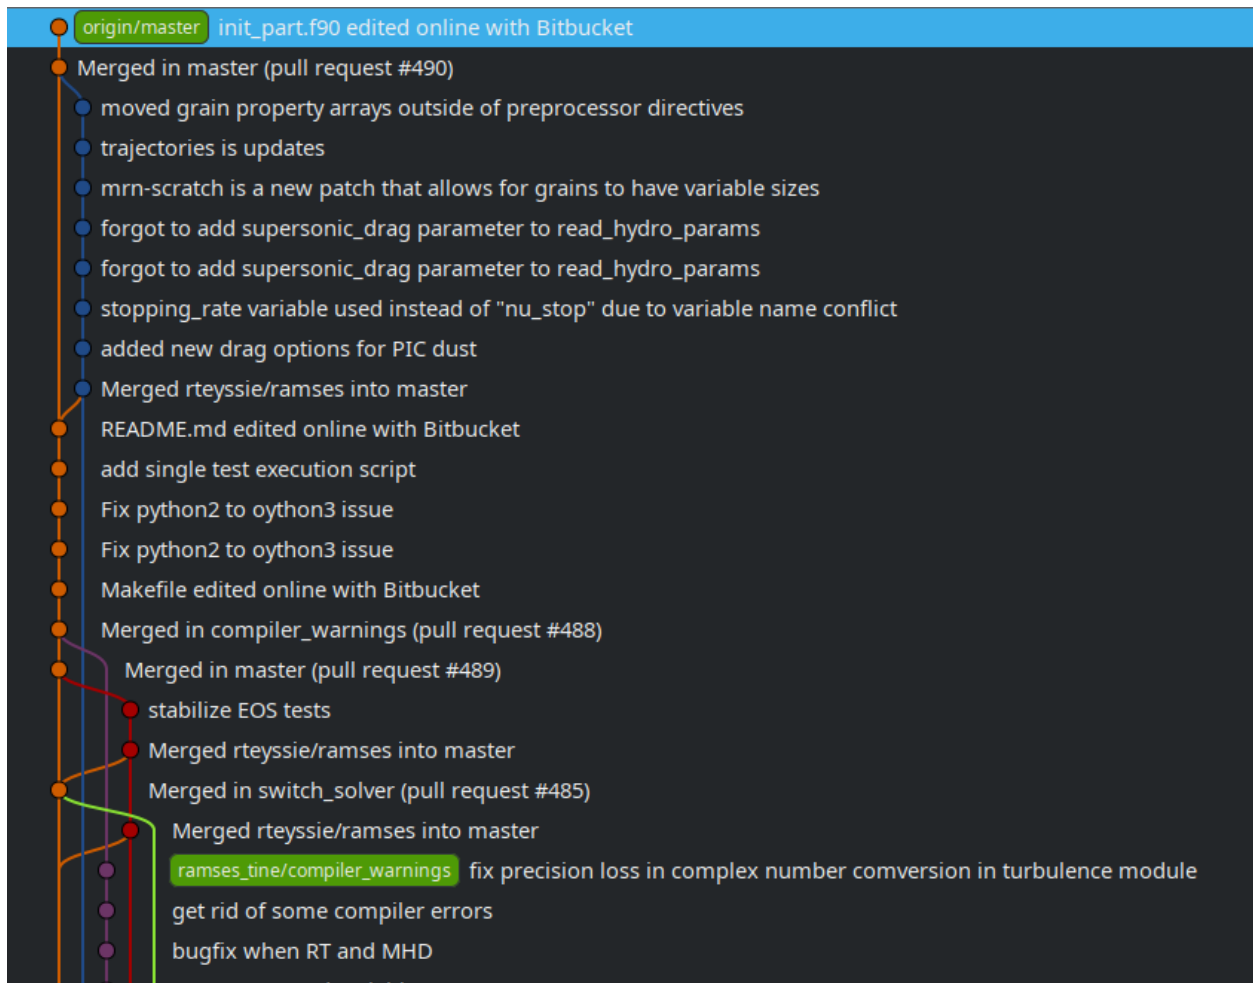 origin/master init_part.f90 edited online with Bitbucket
Merged in master (pull request #490)
moved grain property arrays outside of preprocessor directives
trajectories is updates
mrn-scratch is a new patch that allows for grains to have variable sizes
forgot to add supersonic_drag parameter to read_hydro_params
forgot to add supersonic_drag parameter to read_hydro_params
stopping_rate variable used instead of "nu_stop" due to variable name conflict
added new drag options for PIC dust
Merged rteyssie/ramses into master
README.md edited online with Bitbucket
add single test execution script
Fix python2 to oython3 issue
Fix python2 to oython3 issue
Makefile edited online with Bitbucket
Merged in compiler_warnings (pull request #488)
Merged in master (pull request #489)
stabilize EOS tests
Merged rteyssie/ramses into master
Merged in switch_solver (pull request #485)
Merged rteyssie/ramses into master
ramses_tine/compiler_warnings fix precision loss in complex number comversion in turbulence module
get rid of some compiler errors
bugfix when RT and MHD